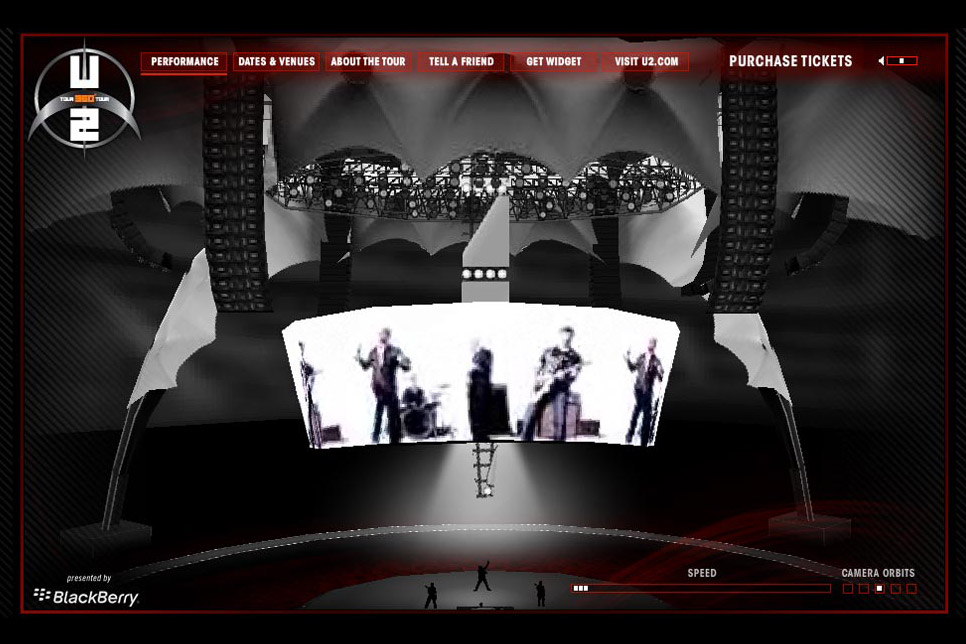 U
TOUR 360 TOUR
2
PERFORMANCE
DATES & VENUES
ABOUT THE TOUR
TELL A FRIEND
GET WIDGET
VISIT U2.COM
PURCHASE TICKETS
presented by
BlackBerry
SPEED
CAMERA ORBITS